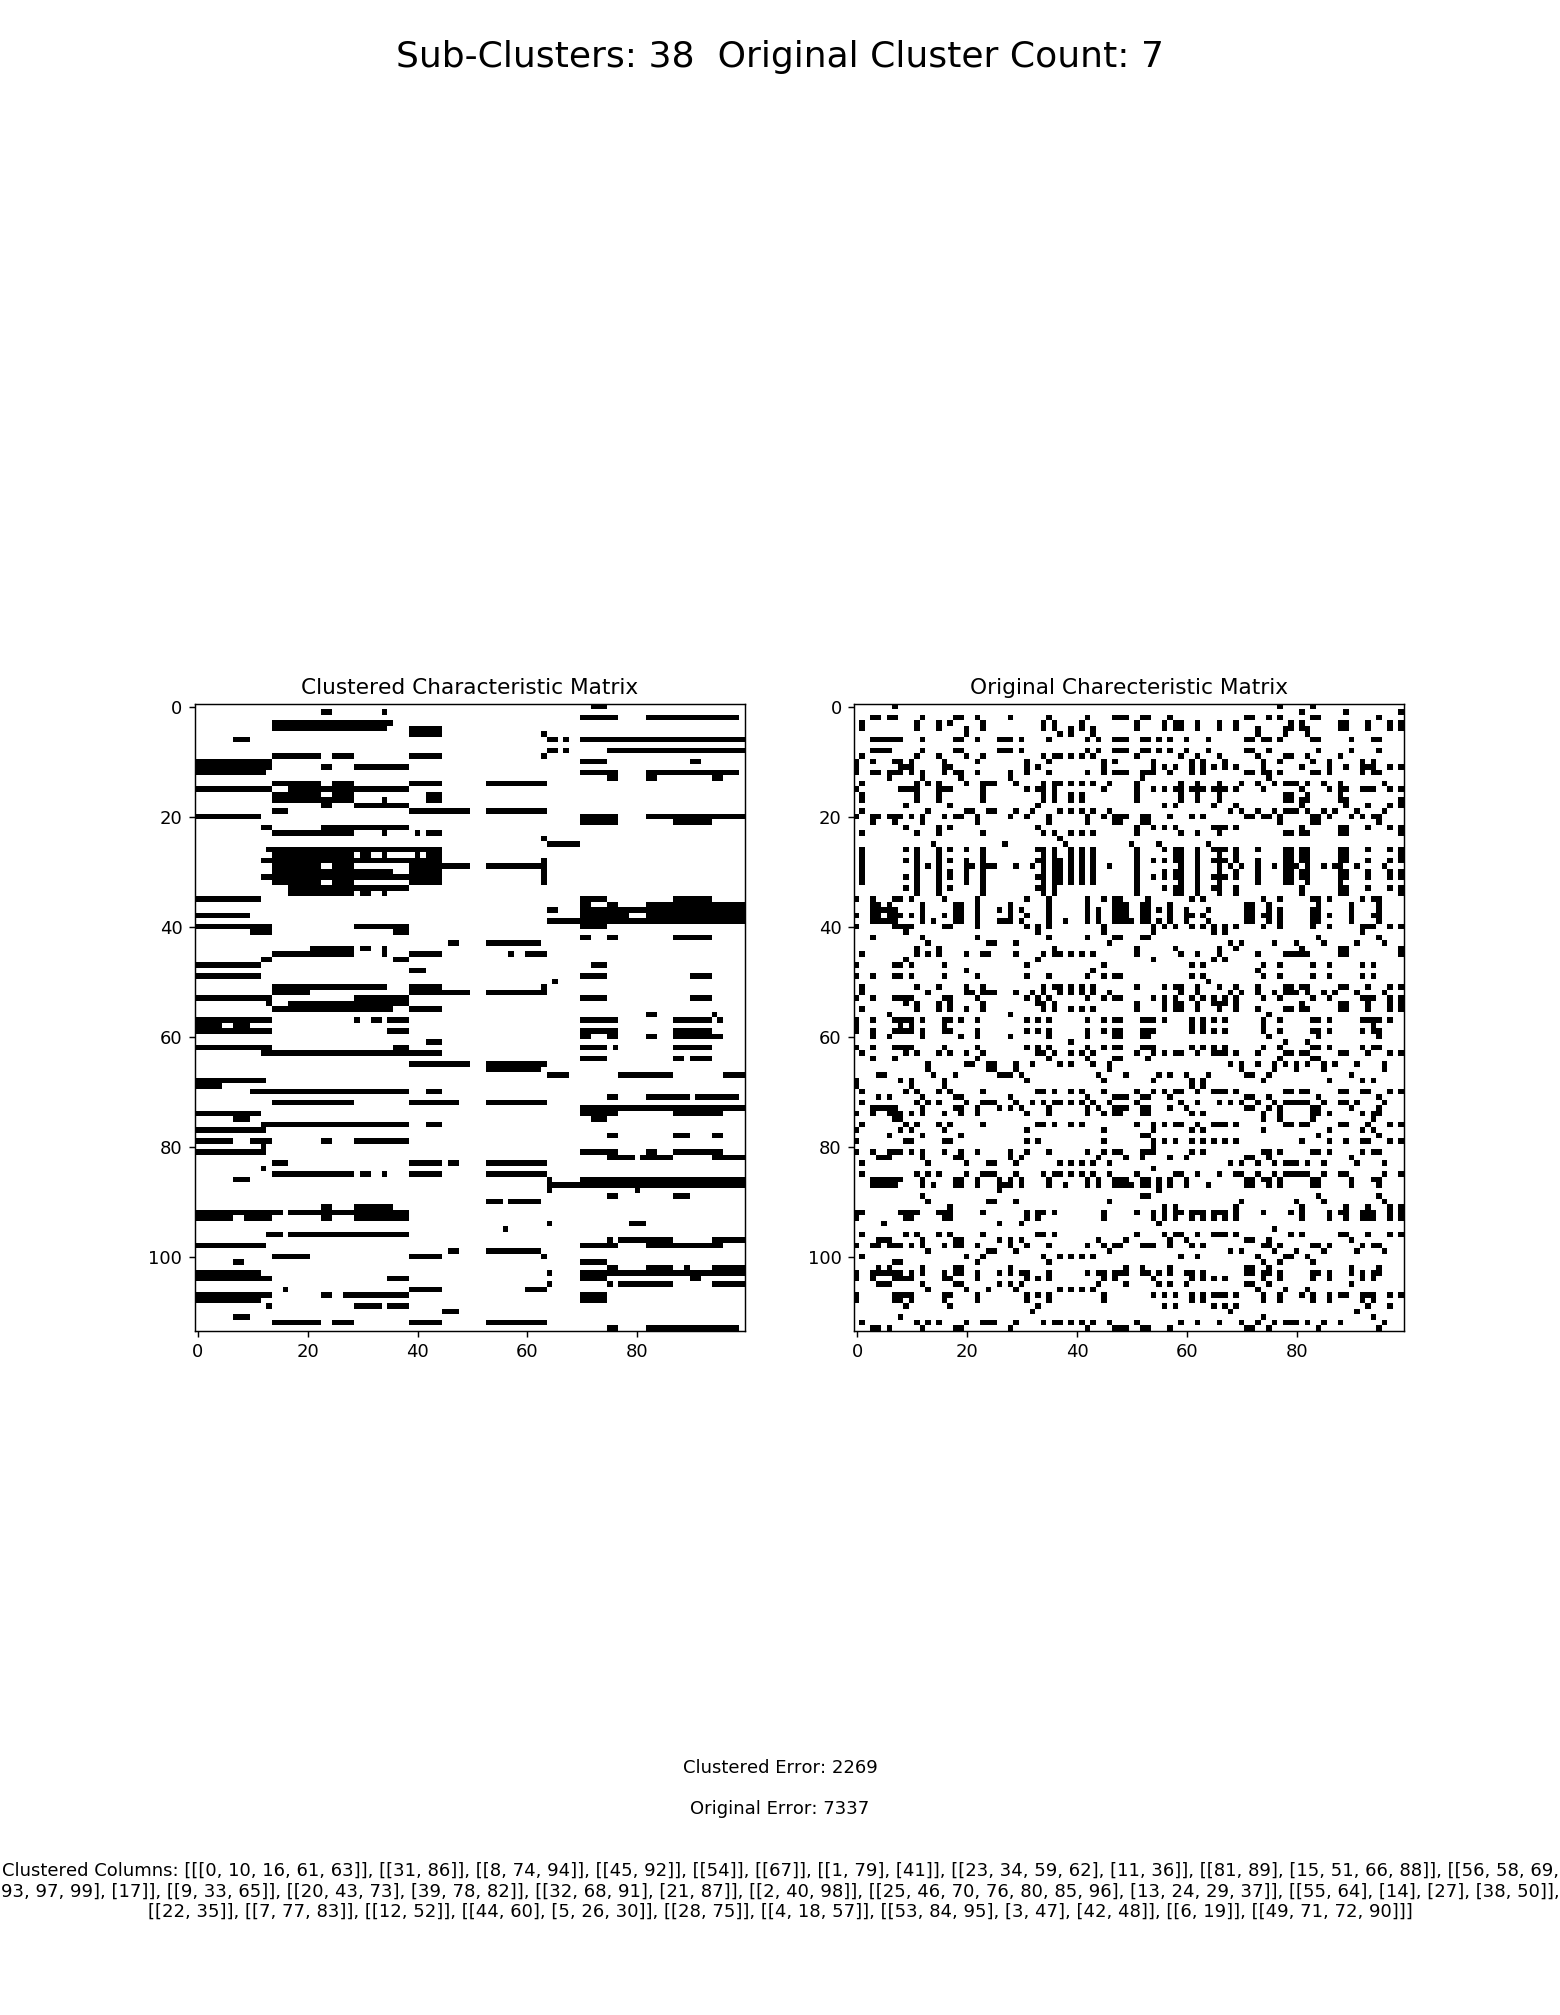 Sub-Clusters: 38  Original Cluster Count: 7
Clustered Characteristic Matrix
0
20
40
60
80
100
0 20 40 60 80
Original Charecteristic Matrix
0
20
40
60
80
100
0 20 40 60 80
Clustered Error: 2269
Original Error: 7337
Clustered Columns: [[[0, 10, 16, 61, 63]], [[31, 86]], [[8, 74, 94]], [[45, 92]], [[54]], [[67]], [[1, 79], [41]], [[23, 34, 59, 62], [11, 36]], [[81, 89], [15, 51, 66, 88]], [[56, 58, 69,
93, 97, 99], [17]], [[9, 33, 65]], [[20, 43, 73], [39, 78, 82]], [[32, 68, 91], [21, 87]], [[2, 40, 98]], [[25, 46, 70, 76, 80, 85, 96], [13, 24, 29, 37]], [[55, 64], [14], [27], [38, 50]],
[[22, 35]], [[7, 77, 83]], [[12, 52]], [[44, 60], [5, 26, 30]], [[28, 75]], [[4, 18, 57]], [[53, 84, 95], [3, 47], [42, 48]], [[6, 19]], [[49, 71, 72, 90]]]